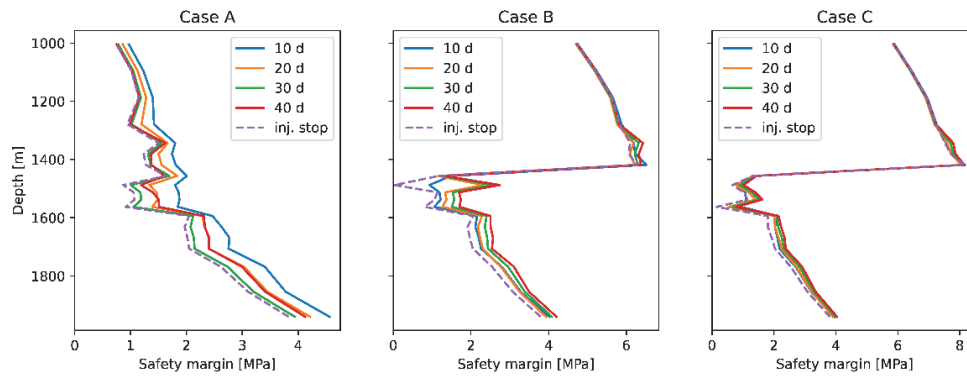 Case A
Case B
Case C
Depth [m]
1000
1200
1400
1600
1800
10 d
20 d
30 d
40 d
inj. stop
10 d
20 d
30 d
40 d
inj. stop
10 d
20 d
30 d
40 d
inj. stop
1 2 3 4
0 2 4 6
0 2 4 6 8
Safety margin [MPa]
Safety margin [MPa]
Safety margin [MPa]